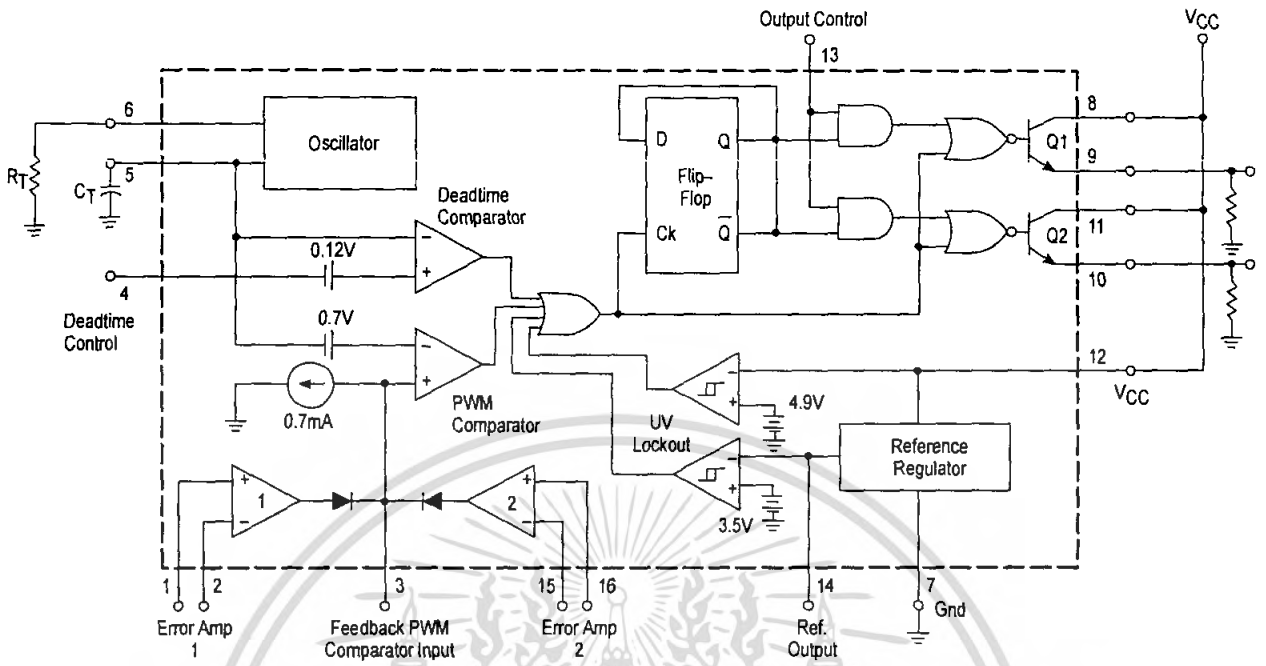 Output Control
13
VCC
6
Oscillator
RT
5
CT
D
Q
Flip–
Flop
Ck
Q̅
8
Q1
9
11
Q2
10
Deadtime
Comparator
0.12V
4
Deadtime
Control
0.7V
0.7mA
PWM
Comparator
UV
Lockout
4.9V
12
VCC
Reference
Regulator
3.5V
1
2
+
–
+
–
1
2
3
15
16
14
7
Gnd
Error Amp
1
Feedback PWM
Comparator Input
Error Amp
2
Ref.
Output